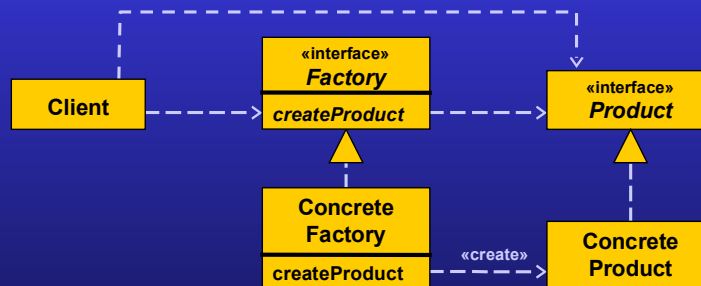 «interface»
Factory
createProduct
Client
«interface»
Product
Concrete
Factory
createProduct
«create»
Concrete
Product